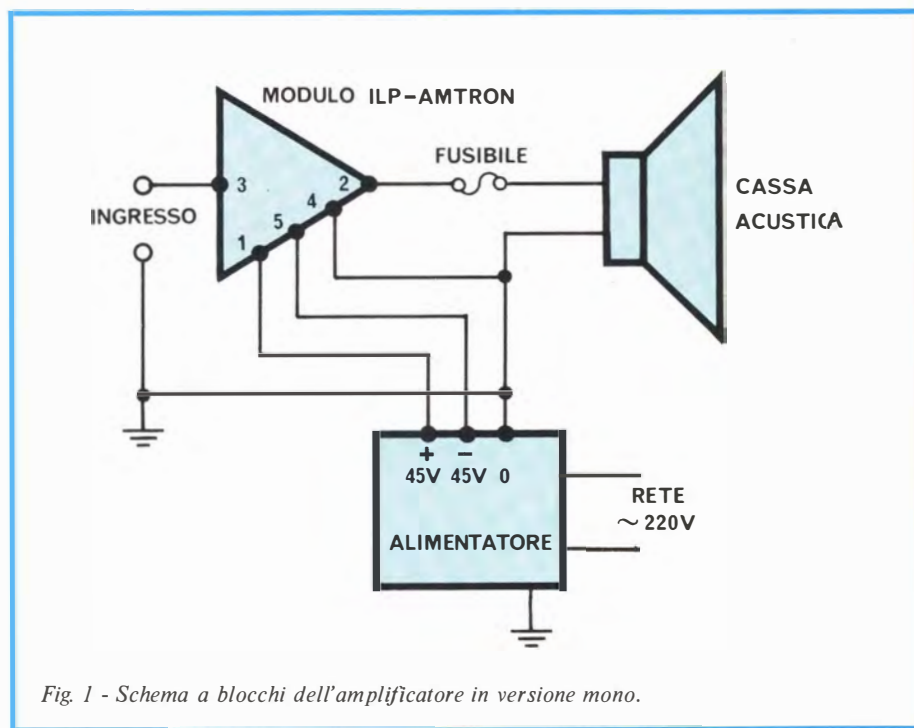 MODULO ILP-AMTRON
FUSIBILE
CASSA
ACUSTICA
INGRESSO
3
2
4
5
1
+ −
45V 45V 0
ALIMENTATORE
RETE
~ 220V
Fig. 1 - Schema a blocchi dell'amplificatore in versione mono.